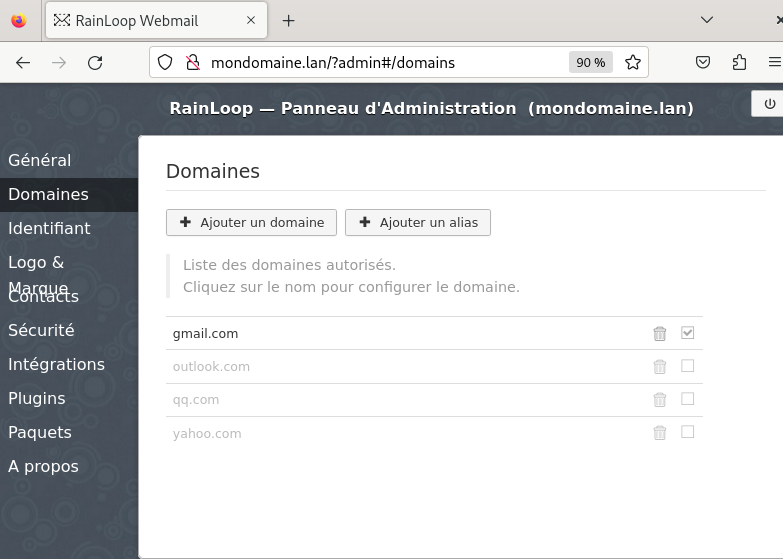 RainLoop Webmail
mondomaine.lan/?admin#/domains
90 %
RainLoop — Panneau d'Administration (mondomaine.lan)
Général
Domaines
Identifiant
Logo &
Marque
Contacts
Sécurité
Intégrations
Plugins
Paquets
A propos
Domaines
Ajouter un domaine
Ajouter un alias
Liste des domaines autorisés.
Cliquez sur le nom pour configurer le domaine.
gmail.com
outlook.com
qq.com
yahoo.com